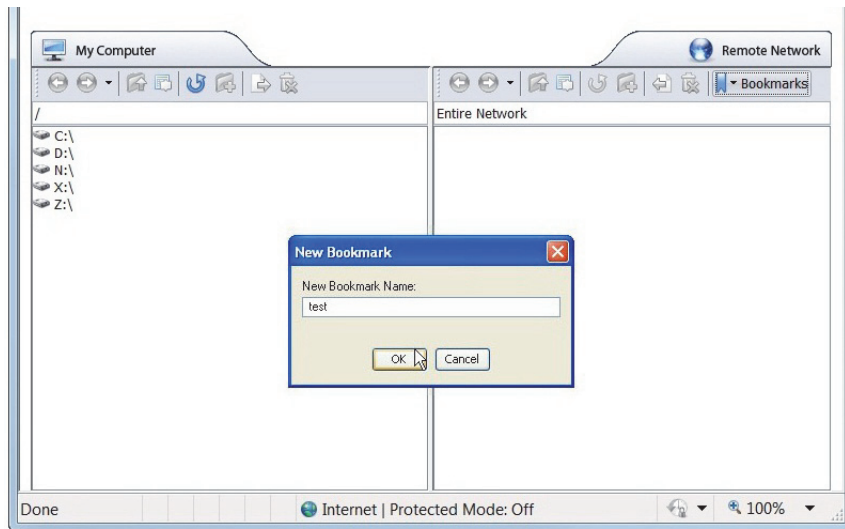 My Computer
Remote Network
Bookmarks
/
Entire Network
C:\
D:\
N:\
X:\
Z:\
New Bookmark
New Bookmark Name:
test
OK
Cancel
Done
Internet | Protected Mode: Off
100%